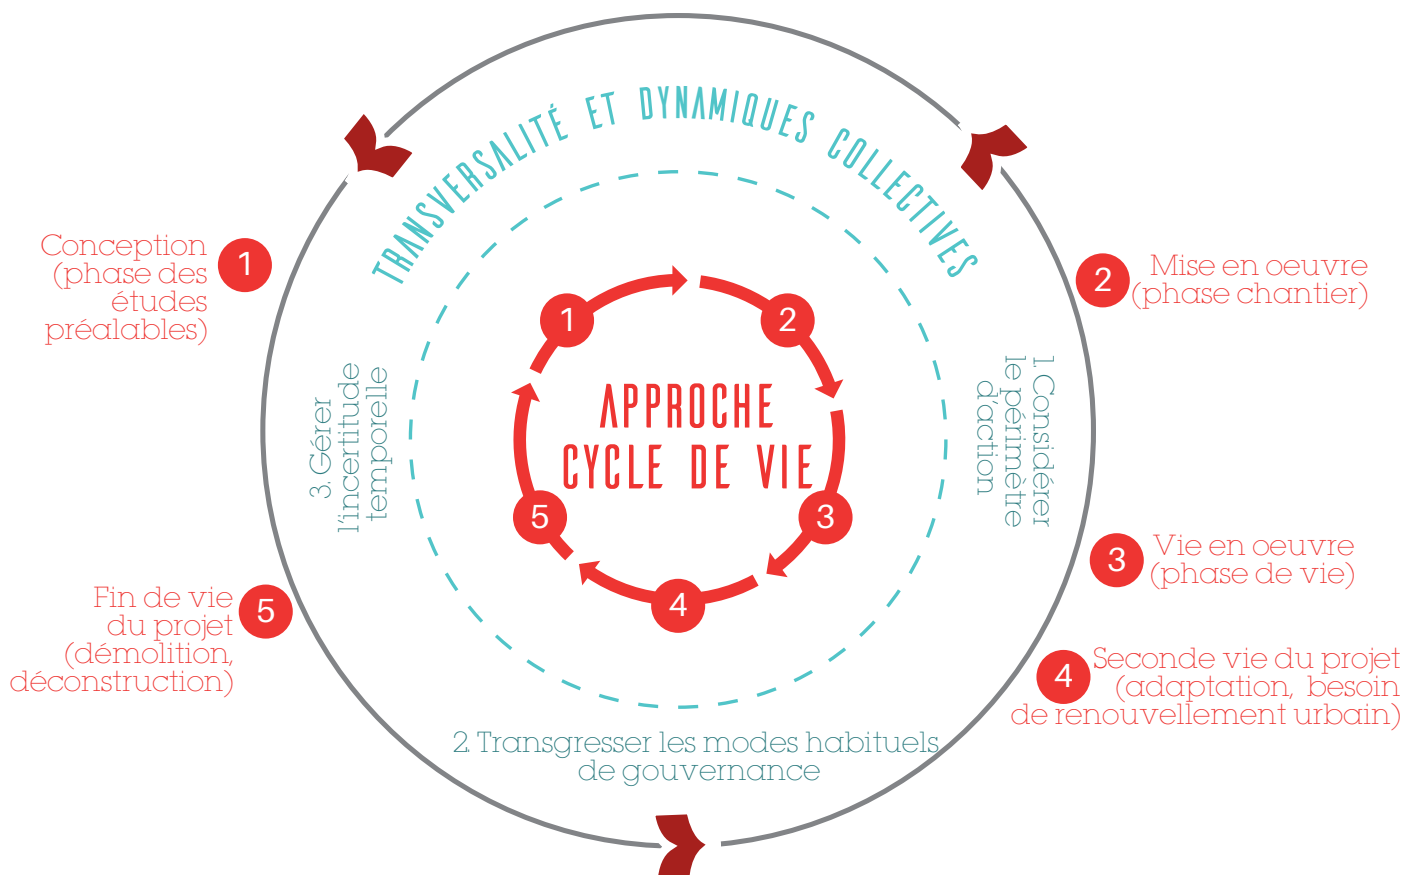 TRANSVERSALITÉ ET DYNAMIQUES COLLECTIVES
1
Conception
(phase des
études
préalables)
2
Mise en oeuvre
(phase chantier)
1
2
3
4
5
APPROCHE
CYCLE DE VIE
1. Considérer
le périmètre
d'action
3. Gérer
l'incertitude
temporelle
3
Vie en oeuvre
(phase de vie)
5
Fin de vie
du projet
(démolition,
déconstruction)
4
Seconde vie du projet
(adaptation, besoin
de renouvellement urbain)
2. Transgresser les modes habituels
de gouvernance